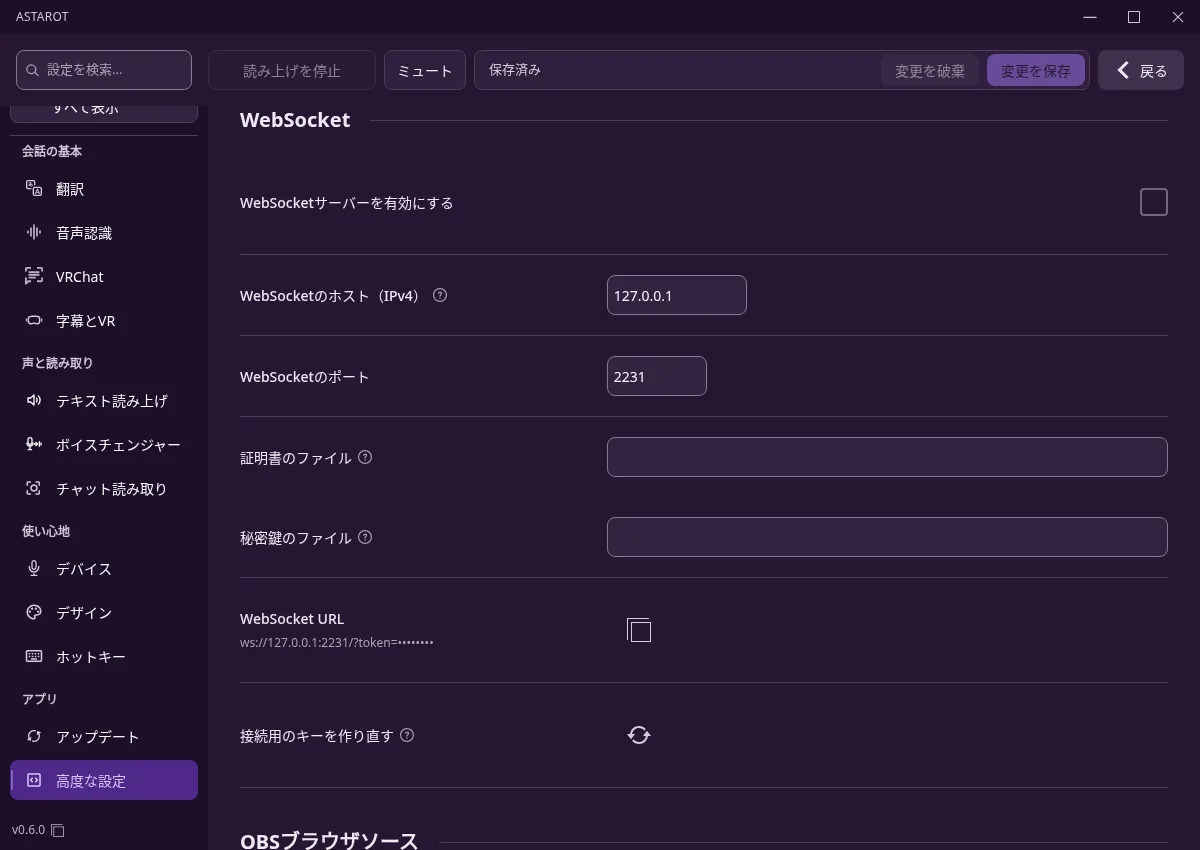 ASTAROT
設定を検索...
読み上げを停止
ミュート
保存済み
変更を破棄
変更を保存
戻る
すべて表示
会話の基本
翻訳
音声認識
VRChat
字幕とVR
声と読み取り
テキスト読み上げ
ボイスチェンジャー
チャット読み取り
使い心地
デバイス
デザイン
ホットキー
アプリ
アップデート
高度な設定
v0.6.0
WebSocket
WebSocketサーバーを有効にする
WebSocketのホスト（IPv4）
127.0.0.1
WebSocketのポート
2231
証明書のファイル
秘密鍵のファイル
WebSocket URL
ws://127.0.0.1:2231/?token=••••••••
接続用のキーを作り直す
OBSブラウザソース